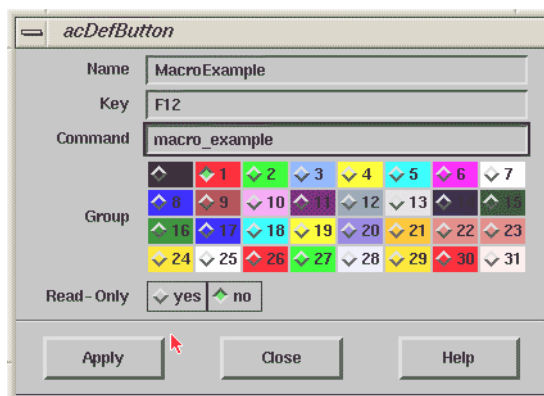 acDefButton
Name MacroExample
Key F12
Command macro_example
1 2 3 4 5 6 7
8 9 10 11 12 13 15
Group
16 17 18 19 20 21 22 23
24 25 26 27 28 29 30 31
Read-Only yes no
Apply Close Help